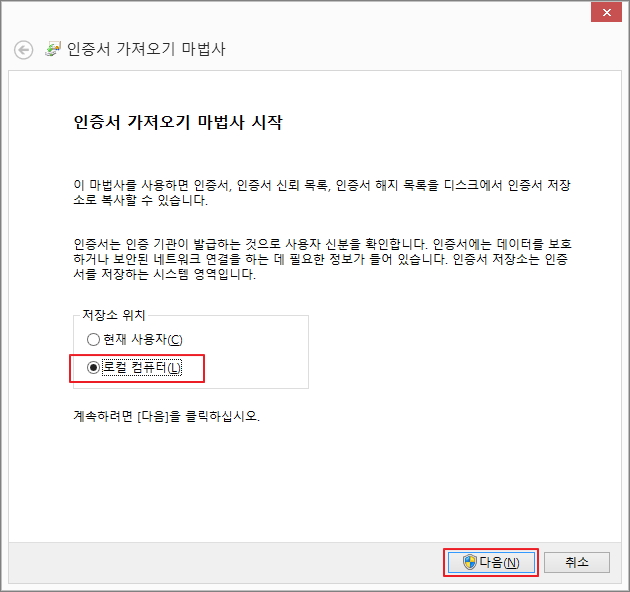 인증서 가져오기 마법사
인증서 가져오기 마법사 시작
이 마법사를 사용하면 인증서, 인증서 신뢰 목록, 인증서 해지 목록을 디스크에서 인증서 저장
소로 복사할 수 있습니다.
인증서는 인증 기관이 발급하는 것으로 사용자 신분을 확인합니다. 인증서에는 데이터를 보호
하거나 보안된 네트워크 연결을 하는 데 필요한 정보가 들어 있습니다. 인증서 저장소는 인증
서를 저장하는 시스템 영역입니다.
저장소 위치
현재 사용자(C)
로컬 컴퓨터(L)
계속하려면 [다음]을 클릭하십시오.
다음(N)
취소